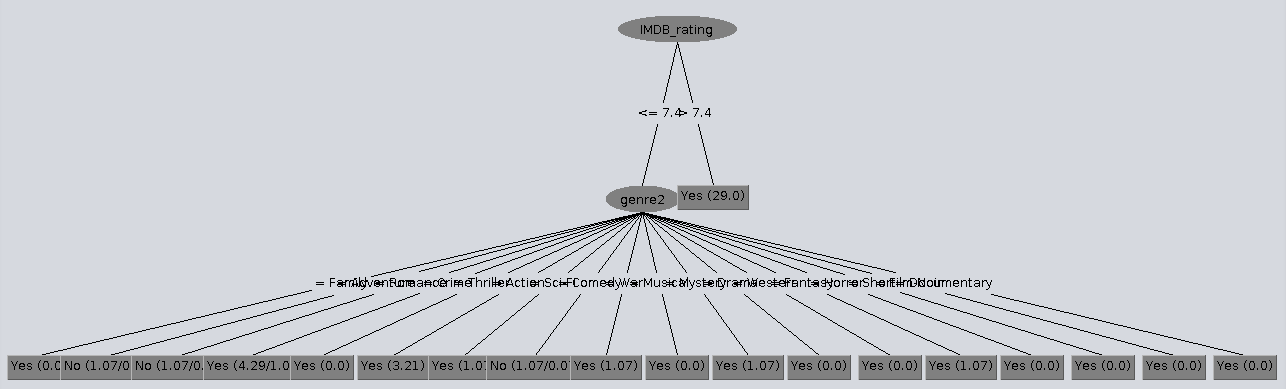 IMDB_rating
<= 7.4 > 7.4
genre2 Yes (29.0)
= Family = Adventure = Romance = Crime = Thriller = Action = Sci-Fi = Comedy = War = Musical = Mystery = Drama = Western = Fantasy = Horror = Short = Film-Noir = Documentary
Yes (0.0 No (1.07/0 No (1.07/0. Yes (4.29/1.0 Yes (0.0) Yes (3.21) Yes (1.07 No (1.07/0.07 Yes (1.07) Yes (0.0) Yes (1.07) Yes (0.0) Yes (0.0) Yes (1.07) Yes (0.0) Yes (0.0) Yes (0.0) Yes (0.0)